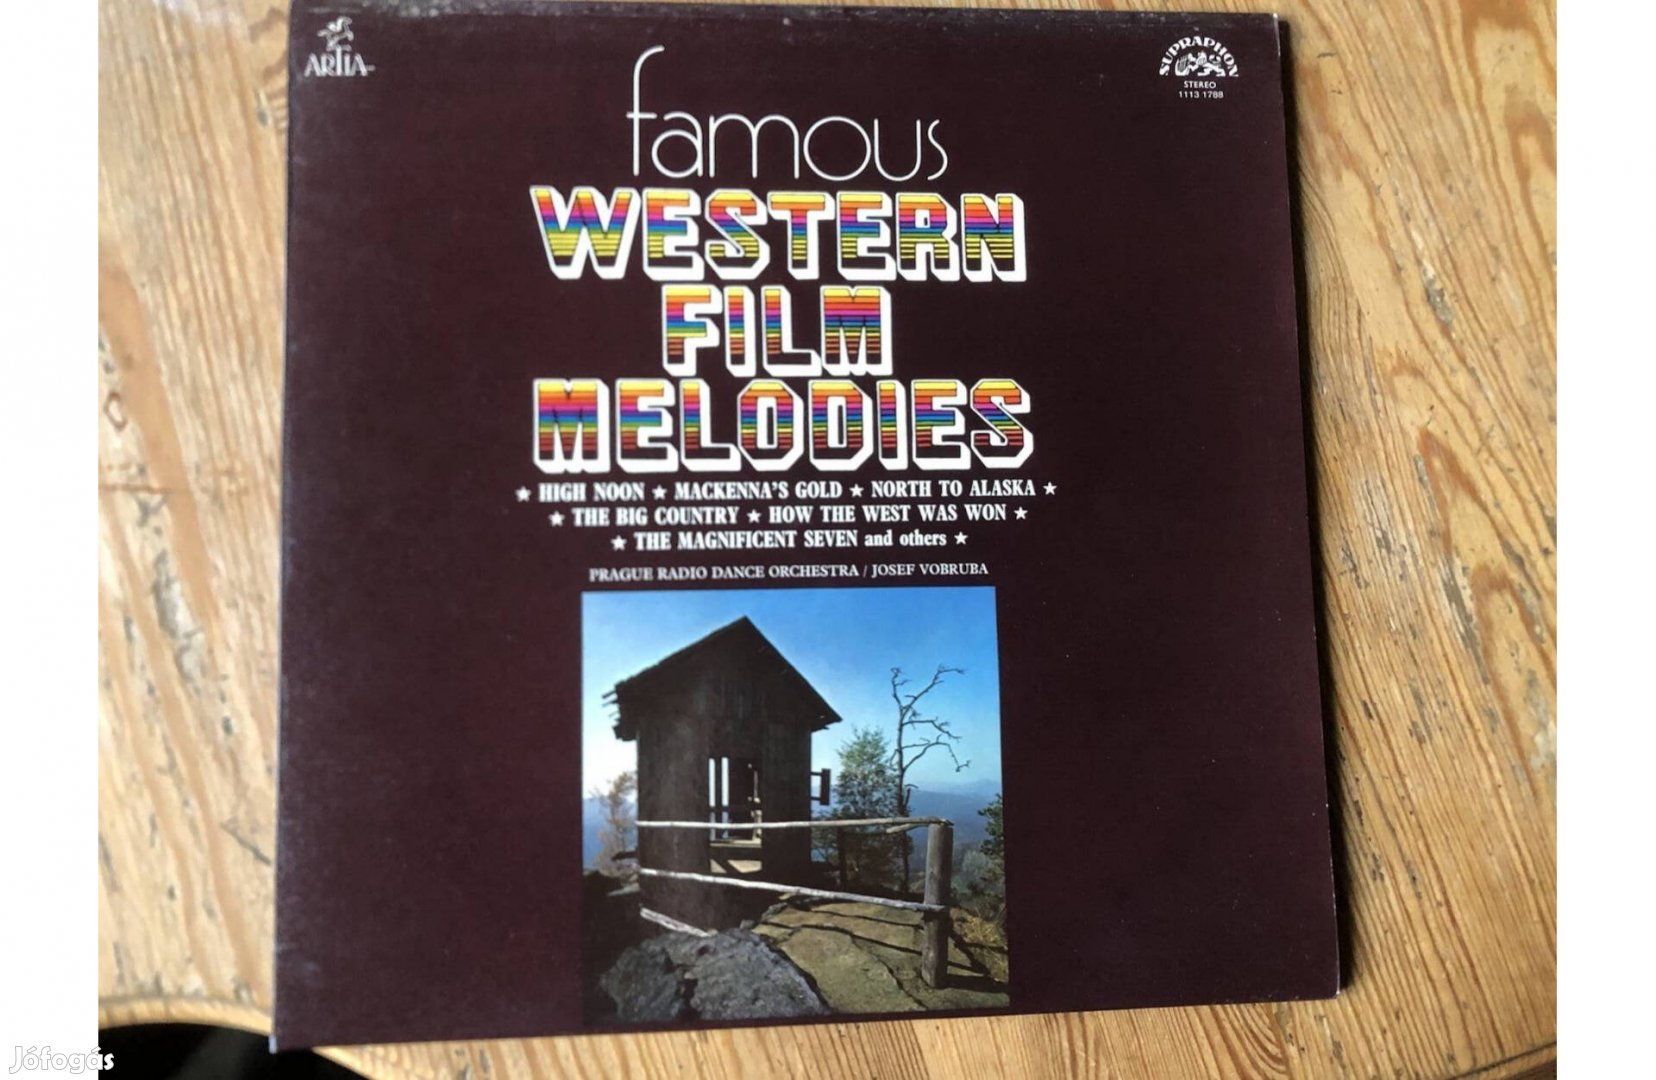 ARTIA
SUPRAPHON
STEREO
1113 1788
famous
WESTERN
FILM
MELODIES
★ HIGH NOON ★ MACKENNA'S GOLD ★ NORTH TO ALASKA ★
★ THE BIG COUNTRY ★ HOW THE WEST WAS WON ★
★ THE MAGNIFICENT SEVEN and others ★
PRAGUE RADIO DANCE ORCHESTRA / JOSEF VOBRUBA
Jófogás